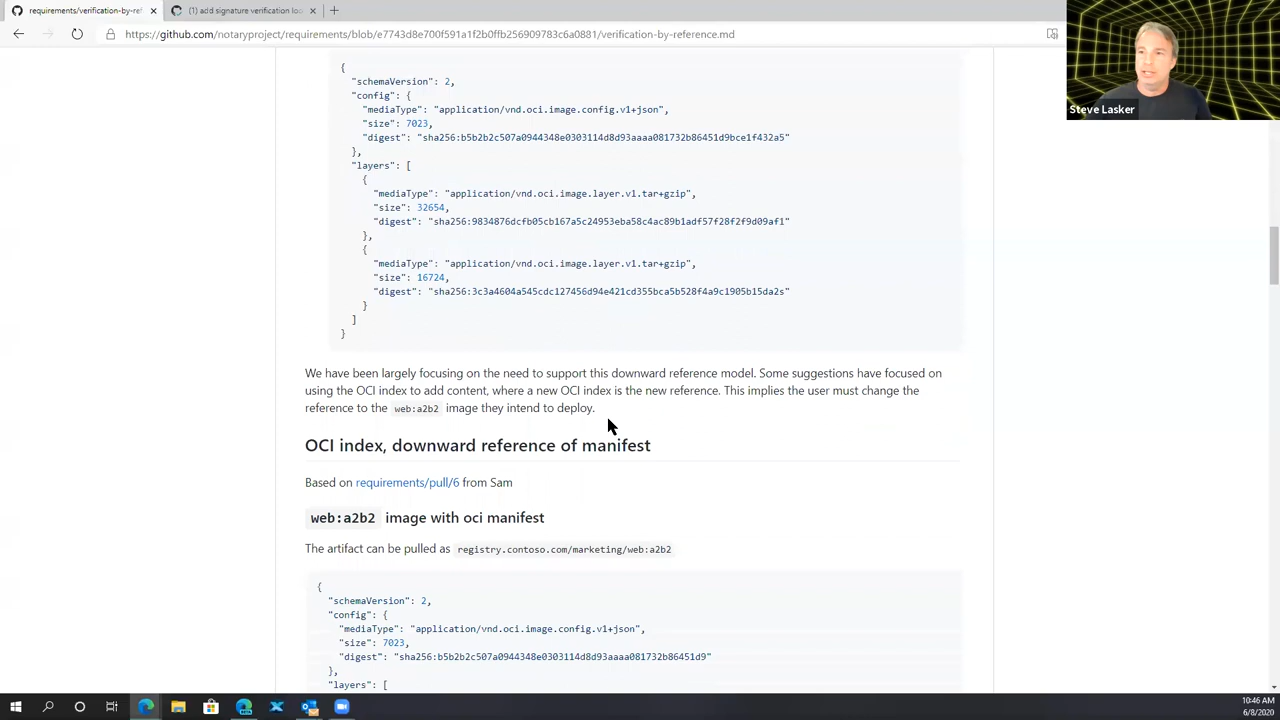 requirements/verification-by-ref
(1) add signature verification loc
https://github.com/notaryproject/requirements/blob/e7743d8e700f591a1f2b0ffb256909783c6a0881/verification-by-reference.md
Steve Lasker
{
"schemaVersion": 2,
"config": {
"mediaType": "application/vnd.oci.image.config.v1+json",
"size": 7023,
"digest": "sha256:b5b2b2c507a0944348e0303114d8d93aaaa081732b86451d9bce1f432a5"
},
"layers": [
{
"mediaType": "application/vnd.oci.image.layer.v1.tar+gzip",
"size": 32654,
"digest": "sha256:9834876dcfb05cb167a5c24953eba58c4ac89b1adf57f28f2f9d09af1"
},
{
"mediaType": "application/vnd.oci.image.layer.v1.tar+gzip",
"size": 16724,
"digest": "sha256:3c3a4604a545cdc127456d94e421cd355bca5b528f4a9c1905b15da2s"
}
]
}
We have been largely focusing on the need to support this downward reference model. Some suggestions have focused on
using the OCI index to add content, where a new OCI index is the new reference. This implies the user must change the
reference to the web:a2b2 image they intend to deploy.
OCI index, downward reference of manifest
Based on requirements/pull/6 from Sam
web:a2b2 image with oci manifest
The artifact can be pulled as registry.contoso.com/marketing/web:a2b2
{
"schemaVersion": 2,
"config": {
"mediaType": "application/vnd.oci.image.config.v1+json",
"size": 7023,
"digest": "sha256:b5b2b2c507a0944348e0303114d8d93aaaa081732b86451d9"
},
"layers": [
10:46 AM
6/8/2020